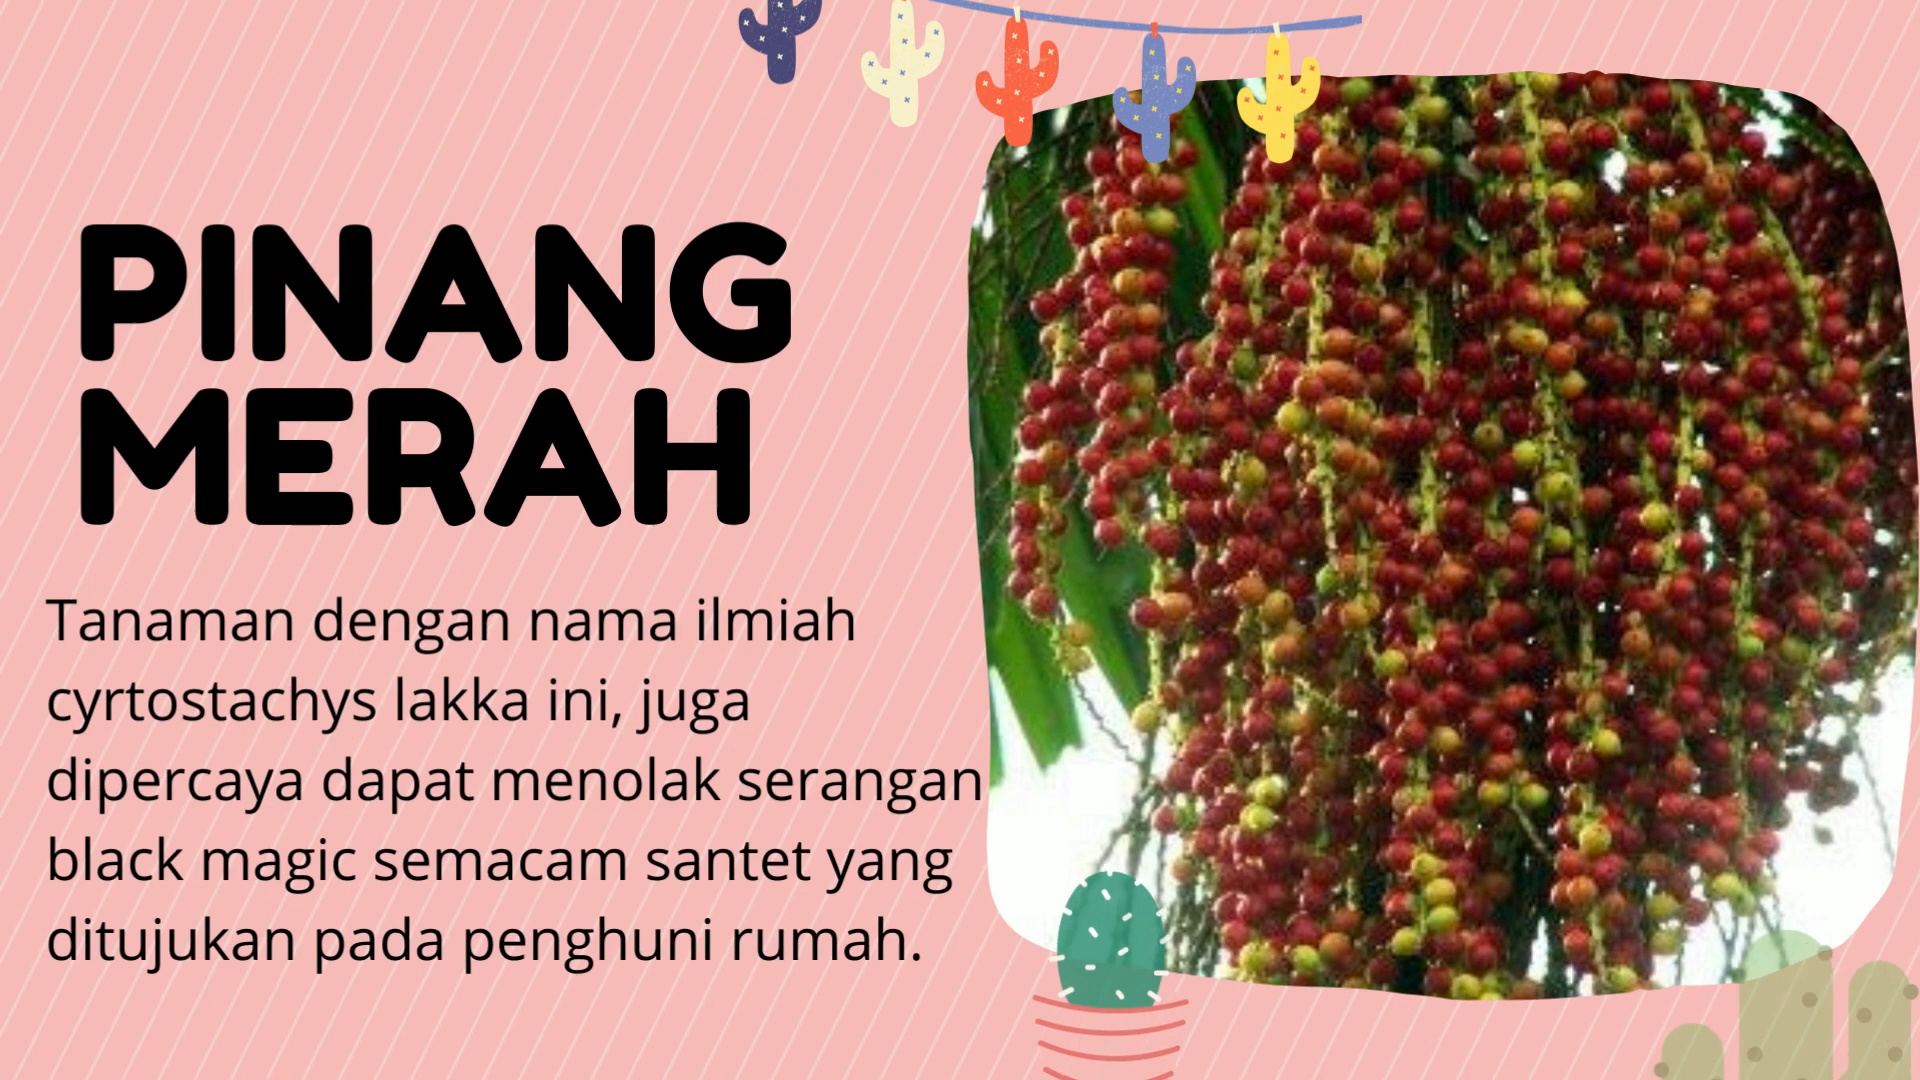 PINANG
MERAH
Tanaman dengan nama ilmiah
cyrtostachys lakka ini, juga
dipercaya dapat menolak serangan
black magic semacam santet yang
ditujukan pada penghuni rumah.